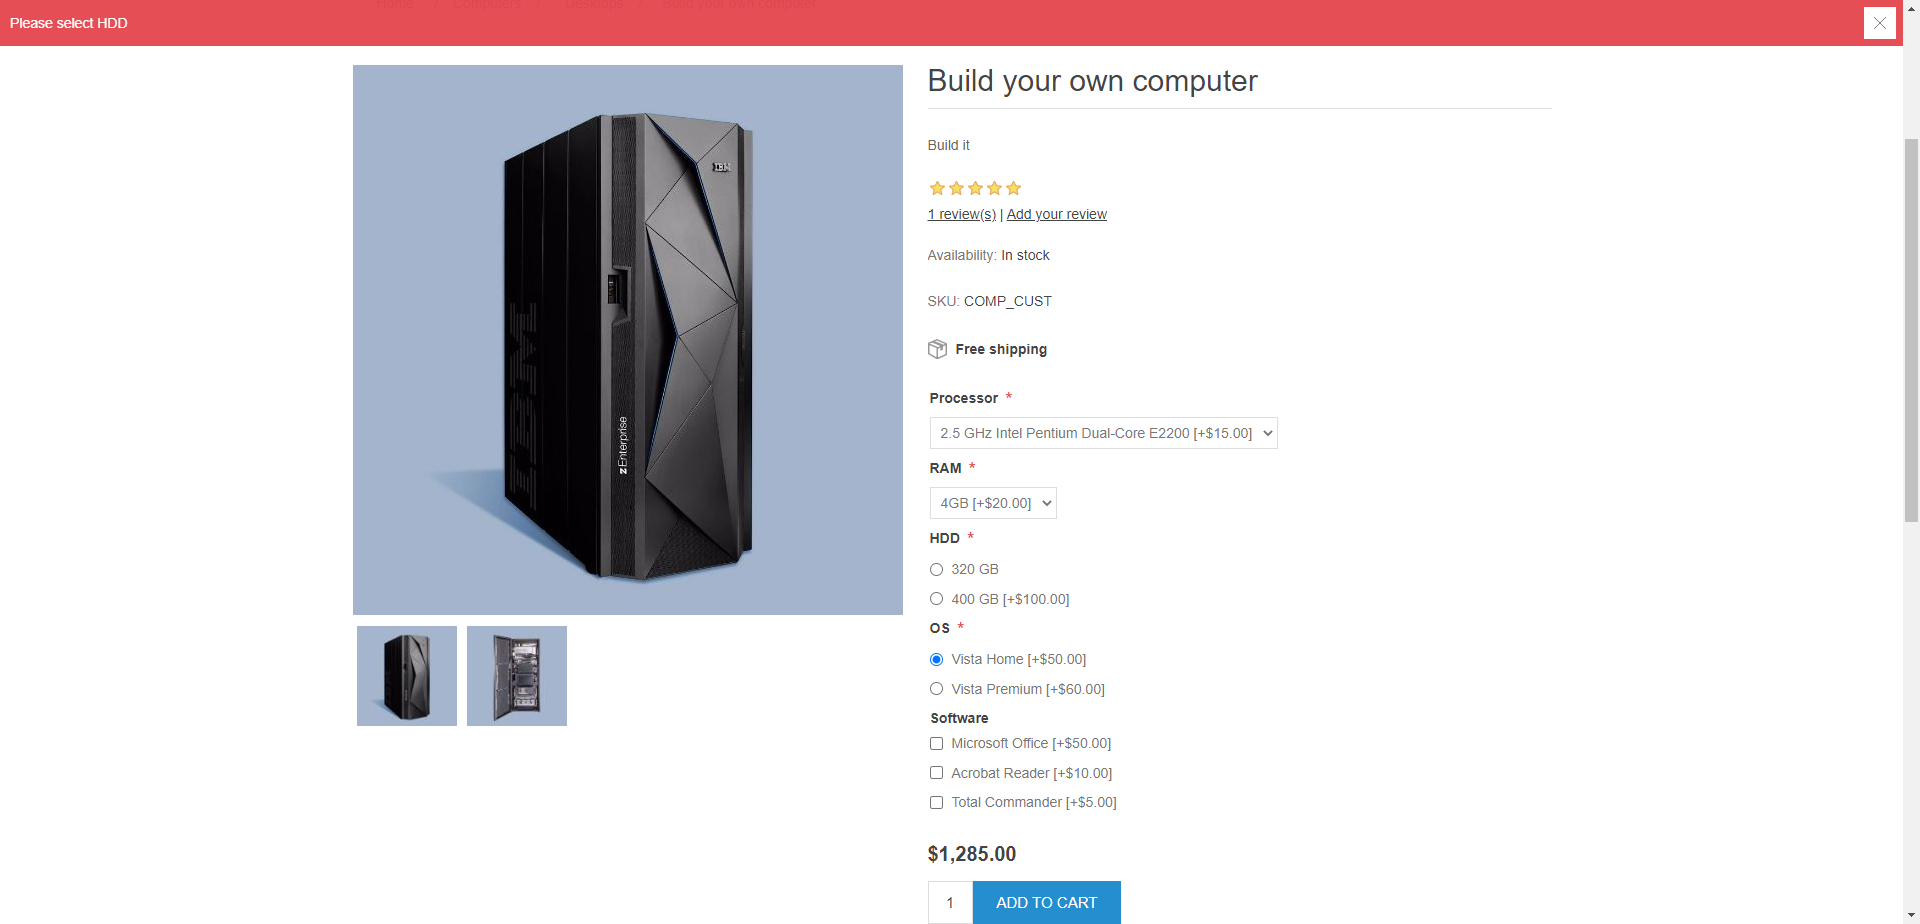 Home / Computers / Desktops / Build your own computer
Please select HDD
Build your own computer
IBM
IBM
zEnterprise
Build it
1 review(s) | Add your review
Availability: In stock
SKU: COMP_CUST
Free shipping
Processor *
2.5 GHz Intel Pentium Dual-Core E2200 [+$15.00]
RAM *
4GB [+$20.00]
HDD *
320 GB
400 GB [+$100.00]
OS *
Vista Home [+$50.00]
Vista Premium [+$60.00]
Software
Microsoft Office [+$50.00]
Acrobat Reader [+$10.00]
Total Commander [+$5.00]
$1,285.00
1 ADD TO CART